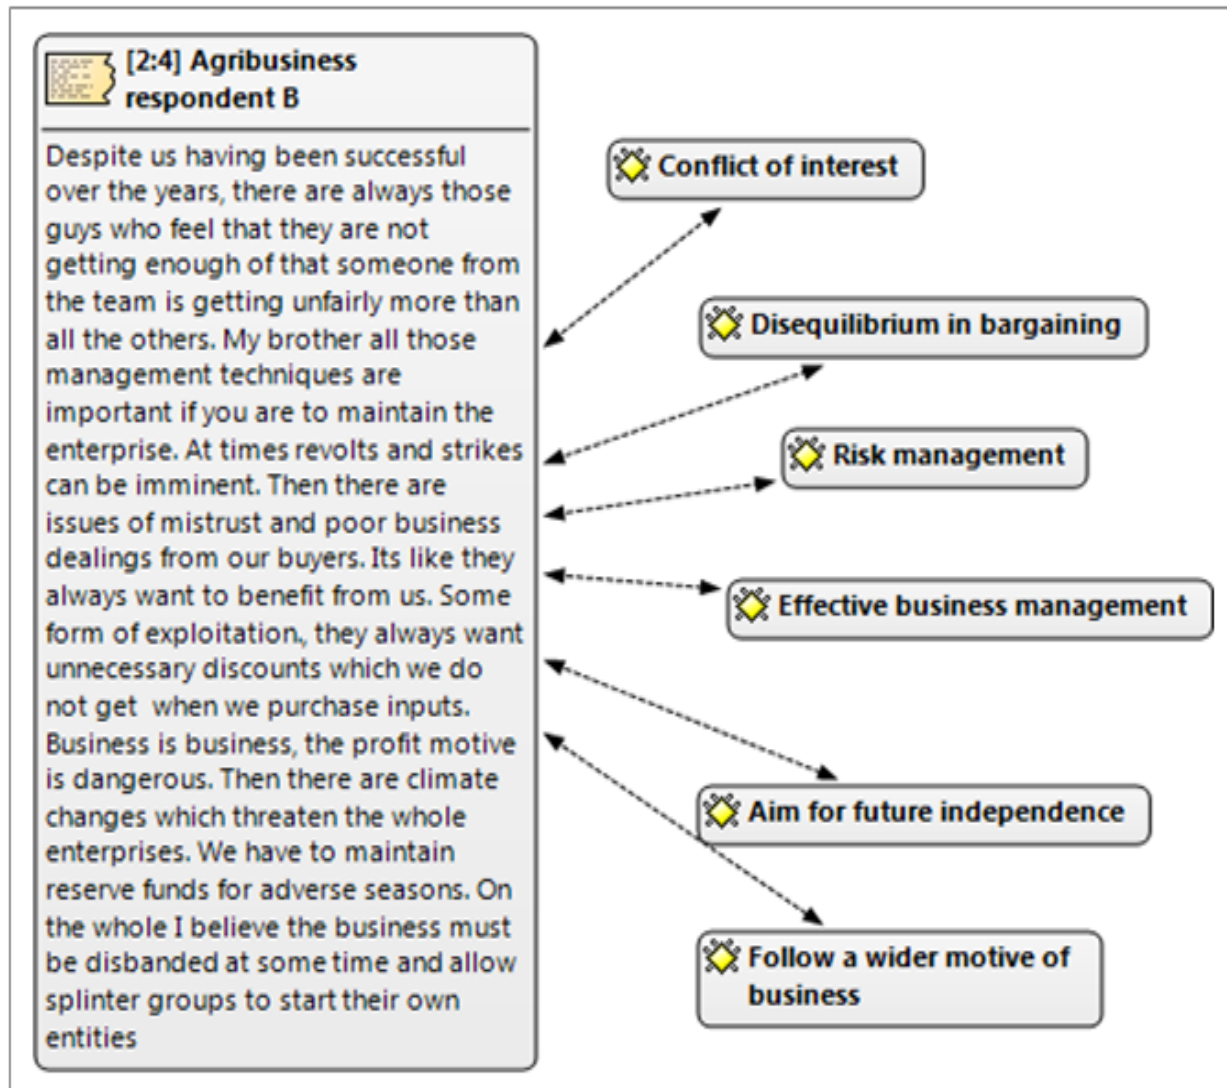 [2:4] Agribusiness
respondent B
Despite us having been successful
over the years, there are always those
guys who feel that they are not
getting enough of that someone from
the team is getting unfairly more than
all the others. My brother all those
management techniques are
important if you are to maintain the
enterprise. At times revolts and strikes
can be imminent. Then there are
issues of mistrust and poor business
dealings from our buyers. Its like they
always want to benefit from us. Some
form of exploitation., they always want
unnecessary discounts which we do
not get  when we purchase inputs.
Business is business, the profit motive
is dangerous. Then there are climate
changes which threaten the whole
enterprises. We have to maintain
reserve funds for adverse seasons. On
the whole I believe the business must
be disbanded at some time and allow
splinter groups to start their own
entities
Conflict of interest
Disequilibrium in bargaining
Risk management
Effective business management
Aim for future independence
Follow a wider motive of
business